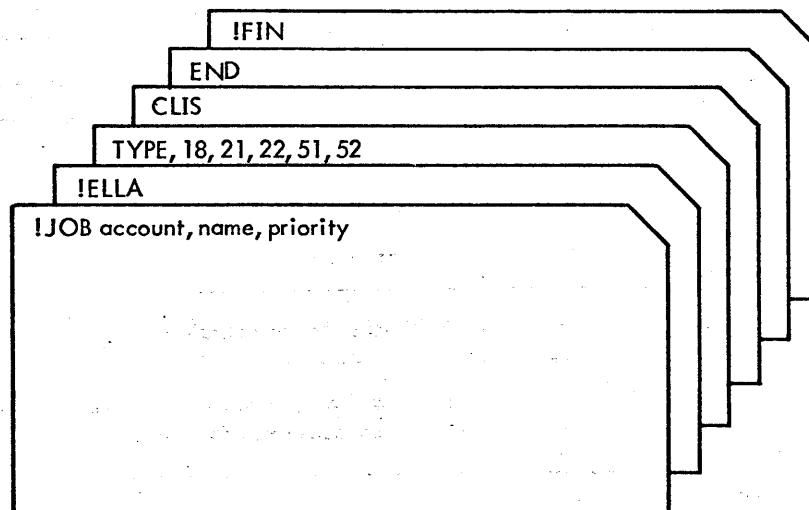 !FIN
END
CLIS
TYPE, 18, 21, 22, 51, 52
!ELLA
!JOB account, name, priority